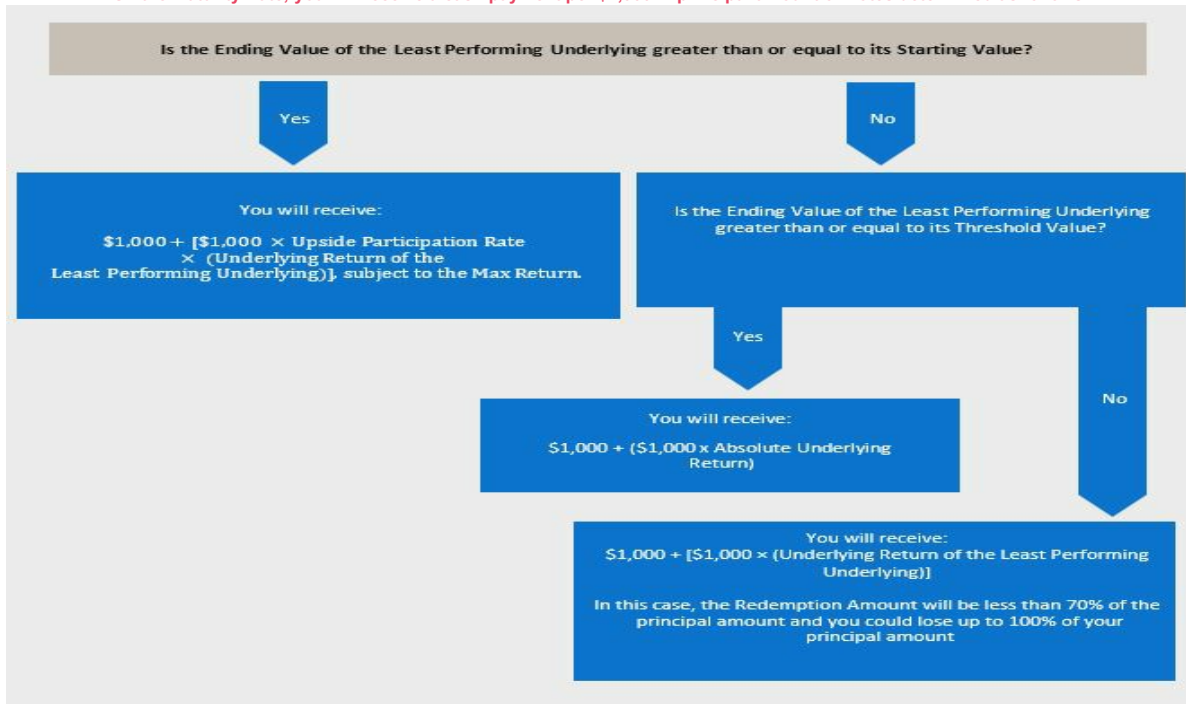 Is the Ending Value of the Least Performing Underlying greater than or equal to its Starting Value?
Yes
No
You will receive:
$1,000 + [$1,000 × Upside Participation Rate
× (Underlying Return of the
Least Performing Underlying)], subject to the Max Return.
Is the Ending Value of the Least Performing Underlying
greater than or equal to its Threshold Value?
Yes
No
You will receive:
$1,000 + ($1,000 x Absolute Underlying
Return)
You will receive:
$1,000 + [$1,000 × (Underlying Return of the Least Performing
Underlying)]
In this case, the Redemption Amount will be less than 70% of the
principal amount and you could lose up to 100% of your
principal amount